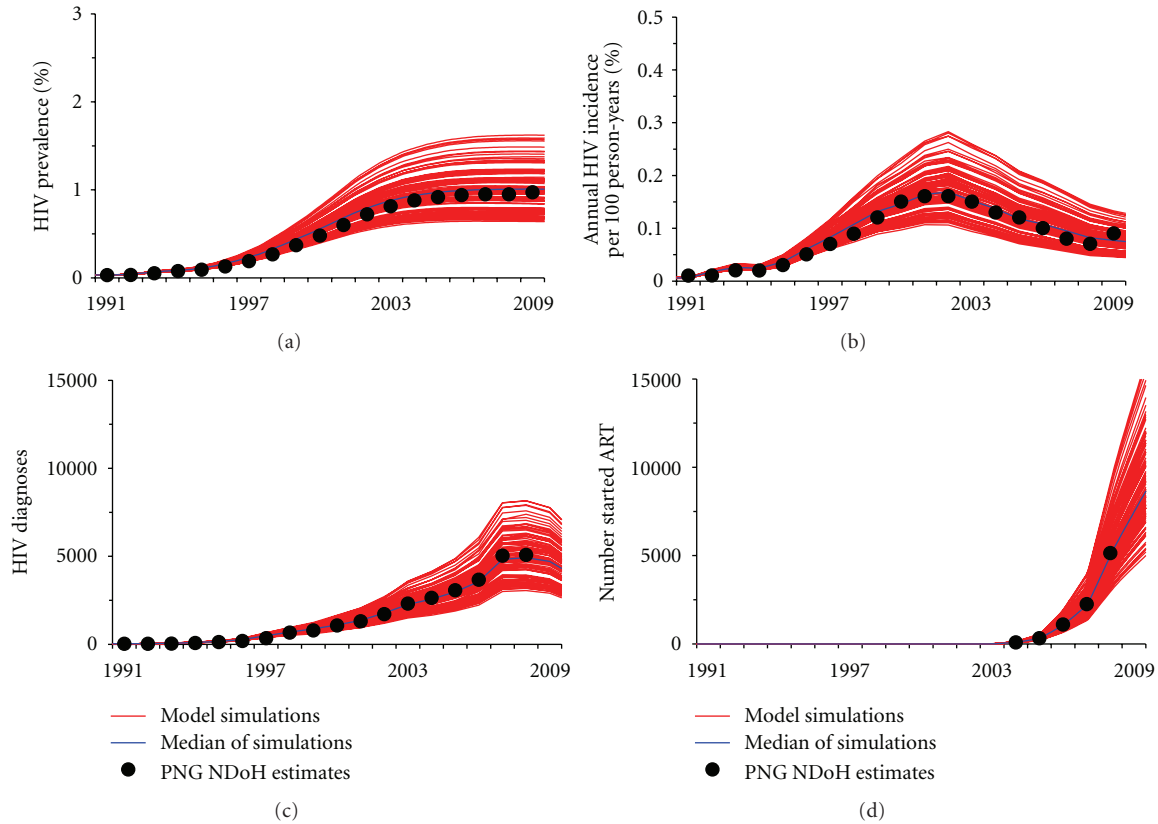 3
2
1
0
HIV prevalence (%)
1991
1997
2003
2009
(a)
0.5
0.4
0.3
0.2
0.1
0
Annual HIV incidence
per 100 person-years (%)
1991
1997
2003
2009
(b)
15000
10000
5000
0
HIV diagnoses
1991
1997
2003
2009
Model simulations
Median of simulations
PNG NDoH estimates
(c)
15000
10000
5000
0
Number started ART
1991
1997
2003
2009
Model simulations
Median of simulations
PNG NDoH estimates
(d)